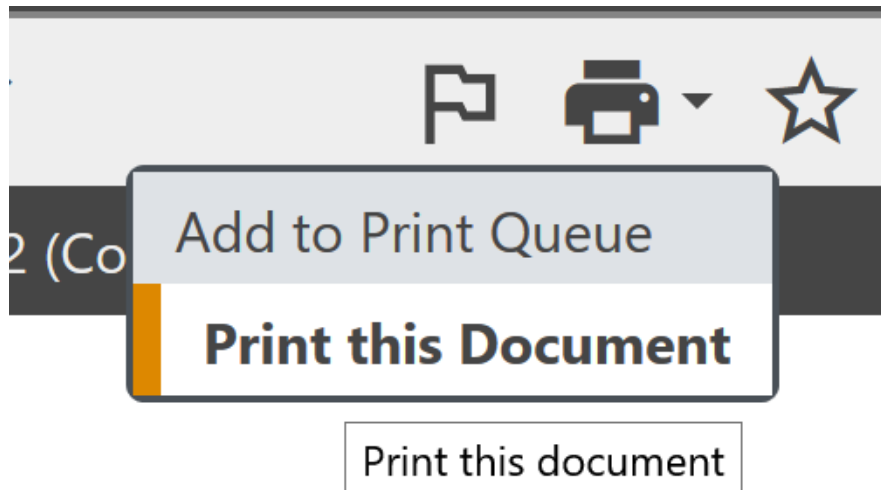 2 (Co
Add to Print Queue
Print this Document
Print this document